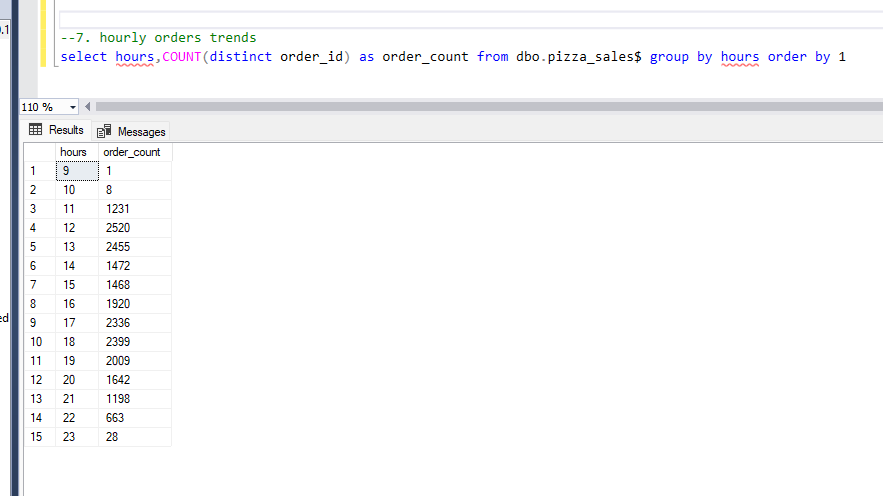 .1
--7. hourly orders trends
select hours,COUNT(distinct order_id) as order_count from dbo.pizza_sales$ group by hours order by 1
110 %
Results Messages
hours order_count
1 9 1
2 10 8
3 11 1231
4 12 2520
5 13 2455
6 14 1472
7 15 1468
8 16 1920
ed
9 17 2336
10 18 2399
11 19 2009
12 20 1642
13 21 1198
14 22 663
15 23 28